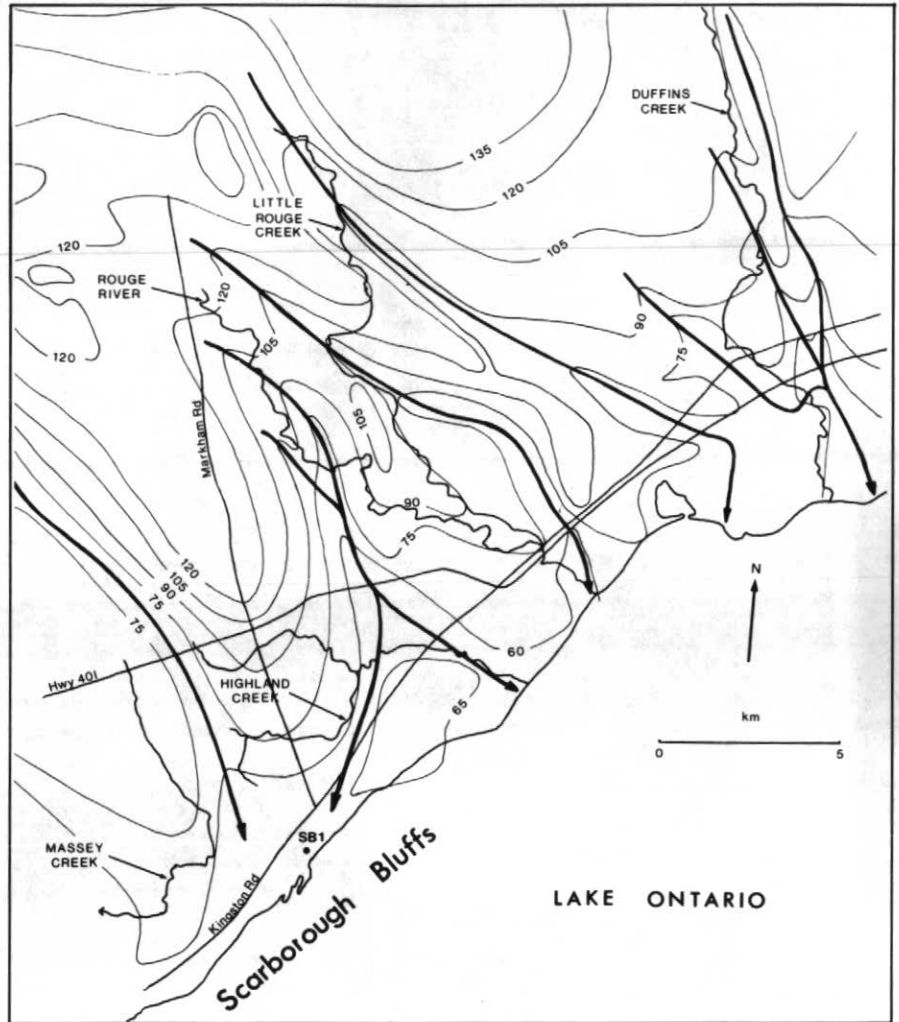 DUFFINS
CREEK
135
120
LITTLE
ROUGE
CREEK
105
120
ROUGE
RIVER
120
90
120
105
75
Markham Rd
105
90
75
120
105
90
75
75
N
60
Hwy 401
HIGHLAND
CREEK
65
km
0 5
SB1
MASSEY
CREEK
Kingston Rd
Scarborough Bluffs
LAKE ONTARIO